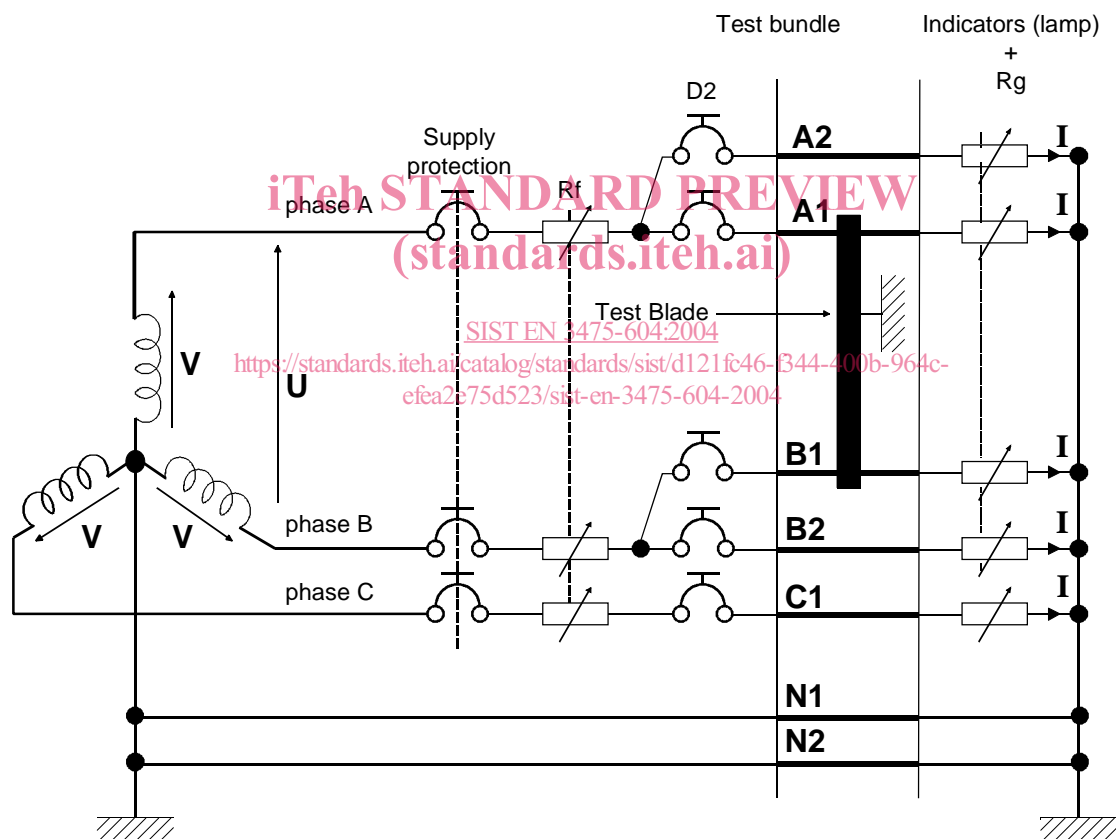 Test bundle
Indicators (lamp)
+
Rg
D2
Supply
protection
A2
I
iTeh STANDARD PREVIEW
Rf
phase A
A1
I
(standards.iteh.ai)
Test Blade
SIST EN 3475-604:2004
V
U
https://standards.iteh.ai/catalog/standards/sist/d121fc46-f344-400b-964c-
efea2e75d523/sist-en-3475-604-2004
B1
I
V
V
phase B
B2
I
phase C
C1
I
N1
N2